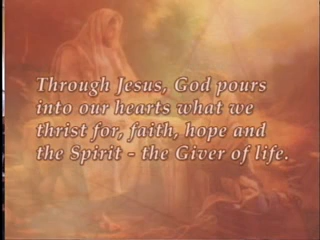 Through Jesus, God pours
into our hearts what we
thrist for, faith, hope and
the Spirit - the Giver of life.